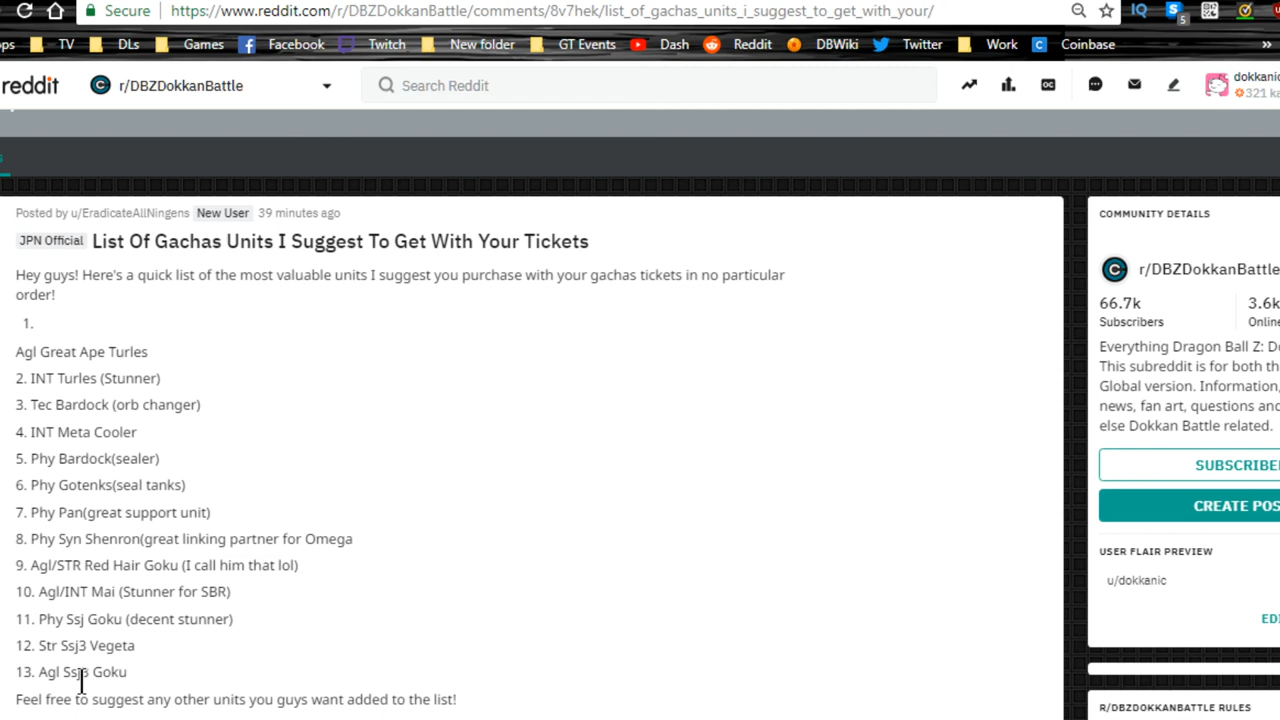 Secure
https://www.reddit.com/r/DBZDokkanBattle/comments/8v7hek/list_of_gachas_units_i_suggest_to_get_with_your/
IQ
5
TV DLs Games Facebook Twitch New folder GT Events Dash Reddit DBWiki Twitter Work Coinbase »
reddit r/DBZDokkanBattle Search Reddit
dokkanic
321 ka
Posted by u/EradicateAllNingens New User 39 minutes ago
JPN Official List Of Gachas Units I Suggest To Get With Your Tickets
Hey guys! Here's a quick list of the most valuable units I suggest you purchase with your gachas tickets in no particular
order!
1.
Agl Great Ape Turles
2. INT Turles (Stunner)
3. Tec Bardock (orb changer)
4. INT Meta Cooler
5. Phy Bardock(sealer)
6. Phy Gotenks(seal tanks)
7. Phy Pan(great support unit)
8. Phy Syn Shenron(great linking partner for Omega
9. Agl/STR Red Hair Goku (I call him that lol)
10. Agl/INT Mai (Stunner for SBR)
11. Phy Ssj Goku (decent stunner)
12. Str Ssj3 Vegeta
13. Agl Ssj3 Goku
Feel free to suggest any other units you guys want added to the list!
COMMUNITY DETAILS
r/DBZDokkanBattle
66.7k 3.6k
Subscribers Online
Everything Dragon Ball Z: Do
This subreddit is for both th
Global version. Information,
news, fan art, questions and
else Dokkan Battle related.
SUBSCRIBE
CREATE POS
USER FLAIR PREVIEW
u/dokkanic
EDI
R/DBZDOKKANBATTLE RULES